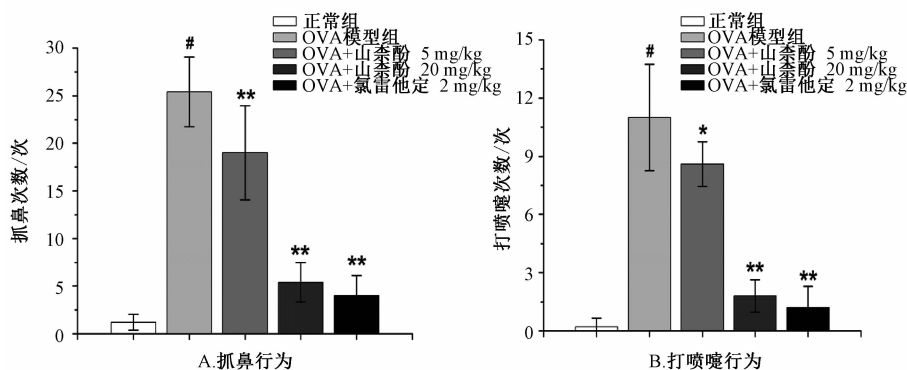 正常组
OVA模型组
OVA+山柰酚 5 mg/kg
OVA+山柰酚 20 mg/kg
OVA+氯雷他定 2 mg/kg
抓鼻次数/次
30
25
20
15
10
5
0
#
**
**
**
A.抓鼻行为
正常组
OVA模型组
OVA+山柰酚 5 mg/kg
OVA+山柰酚 20 mg/kg
OVA+氯雷他定 2 mg/kg
打喷嚏次数/次
15
12
9
6
3
0
#
*
**
**
B.打喷嚏行为